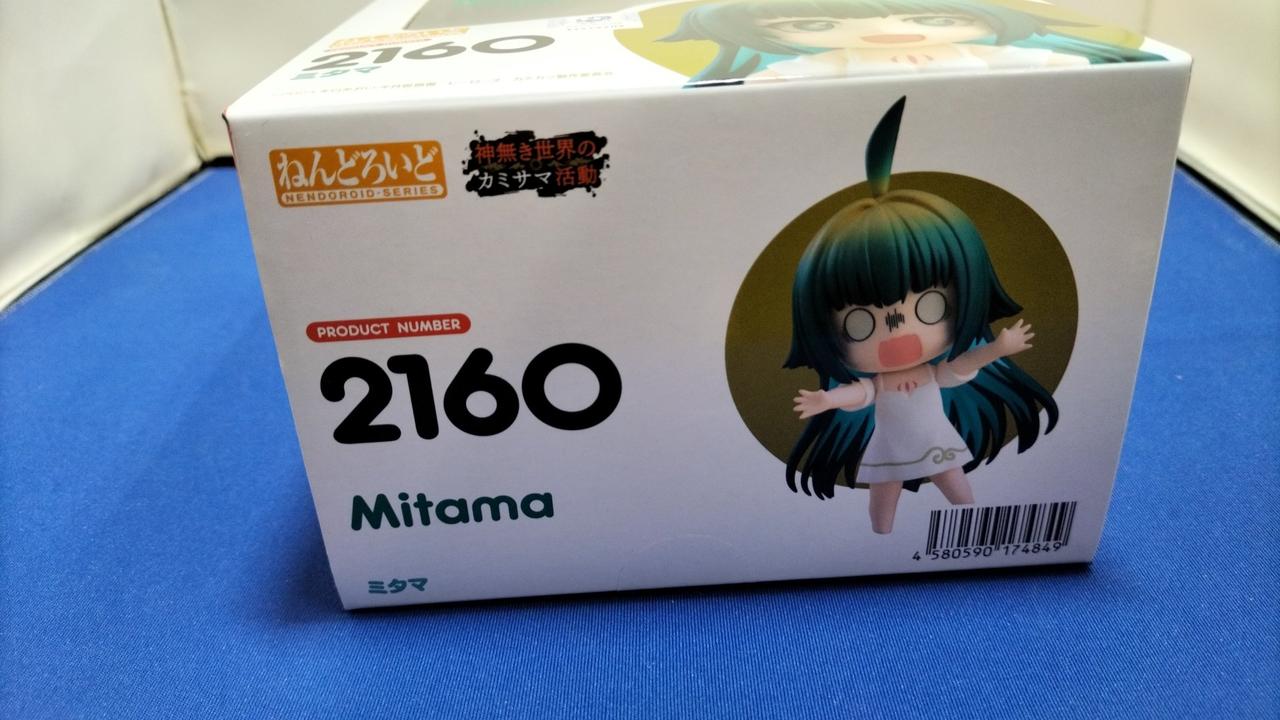 2160
ミタマ
ねんどろいど
NENDOROID-SERIES
神無き世界の
カミサマ活動
PRODUCT NUMBER
2160
Mitama
ミタマ
4 580590 174849